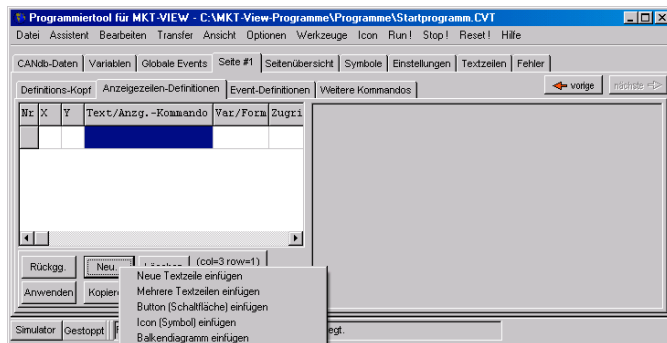 Programmiertool für MKT-VIEW - C:\MKT-View-Programme\Programme\Startprogramm.CVT
Datei Assistent Bearbeiten Transfer Ansicht Optionen Werkzeuge Icon Run! Stop! Reset! Hilfe
CANdb-Daten Variablen Globale Events Seite #1 Seitenübersicht Symbole Einstellungen Textzeilen Fehler
Definitions-Kopf Anzeigezeilen-Definitionen Event-Definitionen Weitere Kommandos vorige nächste
Nr X Y Text/Anzg.-Kommando Var/Form Zugri
Rückgg. Neu.. (col=3 row=1)
Neue Textzeile einfügen
Anwenden Kopier
Mehrere Textzeilen einfügen
Button (Schaltfläche) einfügen
Icon (Symbol) einfügen
Simulator Gestoppt egt.
Balkendiagramm einfügen